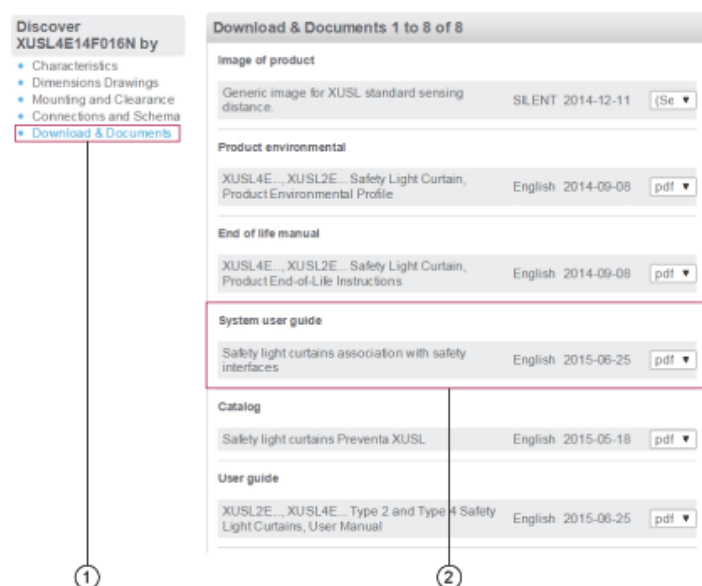 Discover
XUSL4E14F016N by
Characteristics
Dimensions Drawings
Mounting and Clearance
Connections and Schema
Download & Documents
Download & Documents 1 to 8 of 8
Image of product
Generic image for XUSL standard sensing
distance.
SILENT 2014-12-11 (Se ▼
Product environmental
XUSL4E..., XUSL2E... Safety Light Curtain,
Product Environmental Profile
English 2014-09-08 pdf ▼
End of life manual
XUSL4E..., XUSL2E... Safety Light Curtain,
Product End-of-Life Instructions
English 2014-09-08 pdf ▼
System user guide
Safety light curtains association with safety
interfaces
English 2015-06-25 pdf ▼
Catalog
Safety light curtains Preventa XUSL English 2015-05-18 pdf ▼
User guide
XUSL2E..., XUSL4E... Type 2 and Type 4 Safety
Light Curtains, User Manual
English 2015-06-25 pdf ▼
1
2